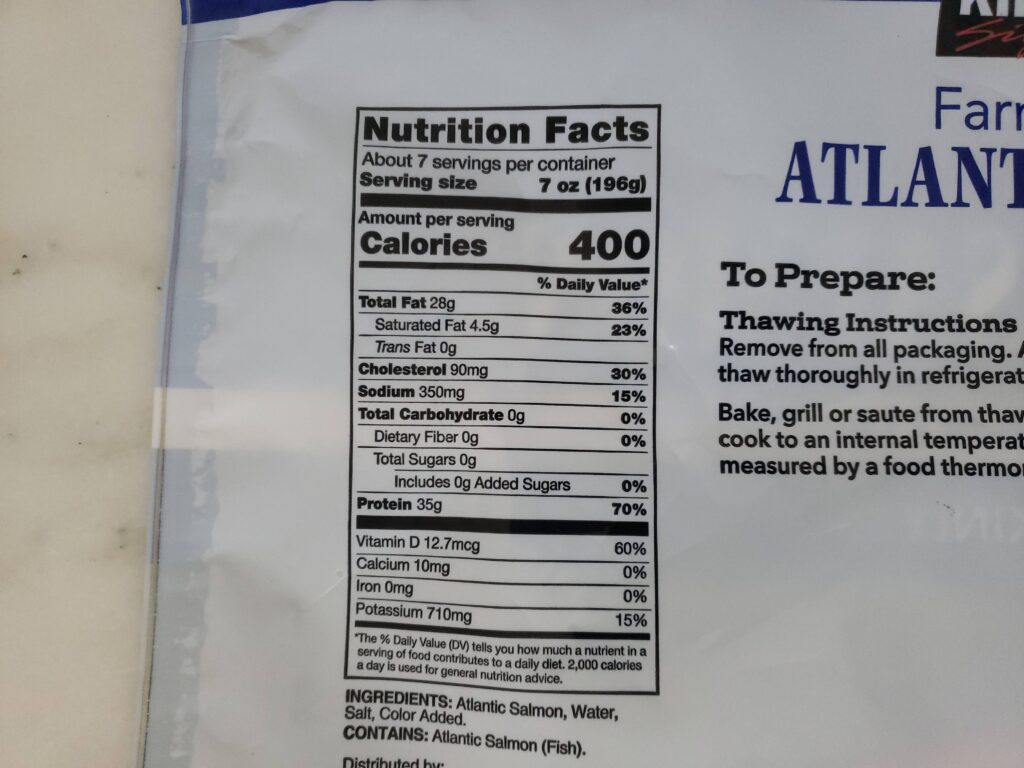 Nutrition Facts
About 7 servings per container
Serving size 7 oz (196g)
Amount per serving
Calories 400
% Daily Value*
Total Fat 28g 36%
Saturated Fat 4.5g 23%
Trans Fat 0g
Cholesterol 90mg 30%
Sodium 350mg 15%
Total Carbohydrate 0g 0%
Dietary Fiber 0g 0%
Total Sugars 0g
Includes 0g Added Sugars 0%
Protein 35g 70%
Vitamin D 12.7mcg 60%
Calcium 10mg 0%
Iron 0mg 0%
Potassium 710mg 15%
*The % Daily Value (DV) tells you how much a nutrient in a
serving of food contributes to a daily diet. 2,000 calories
a day is used for general nutrition advice.
INGREDIENTS: Atlantic Salmon, Water,
Salt, Color Added.
CONTAINS: Atlantic Salmon (Fish).
Distributed by:
To Prepare:
Thawing Instructions
Remove from all packaging.
thaw thoroughly in
Bake, grill or saute from
cook to an internal
measured by a food